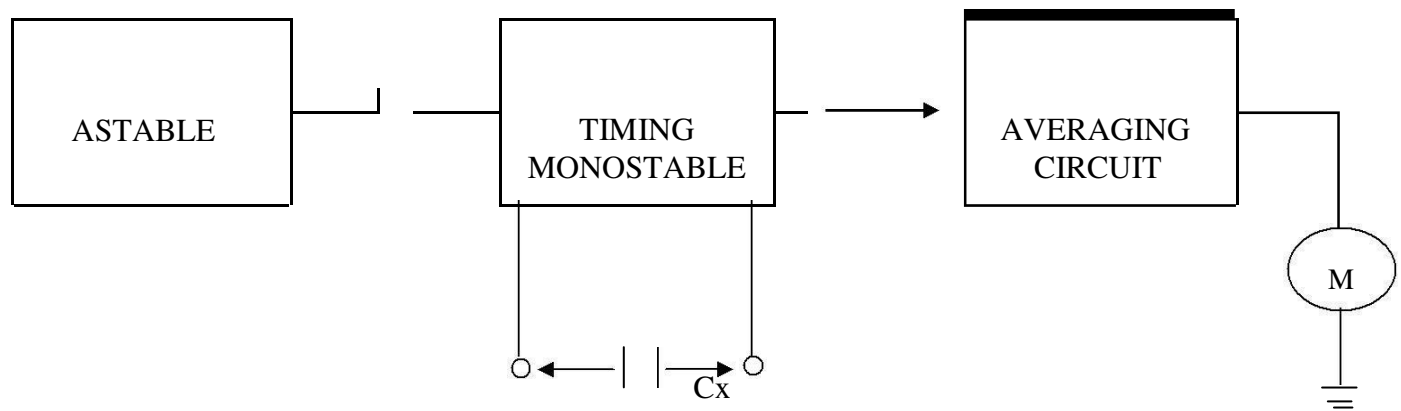 ASTABLE
TIMING
MONOSTABLE
AVERAGING
CIRCUIT
M
Cx